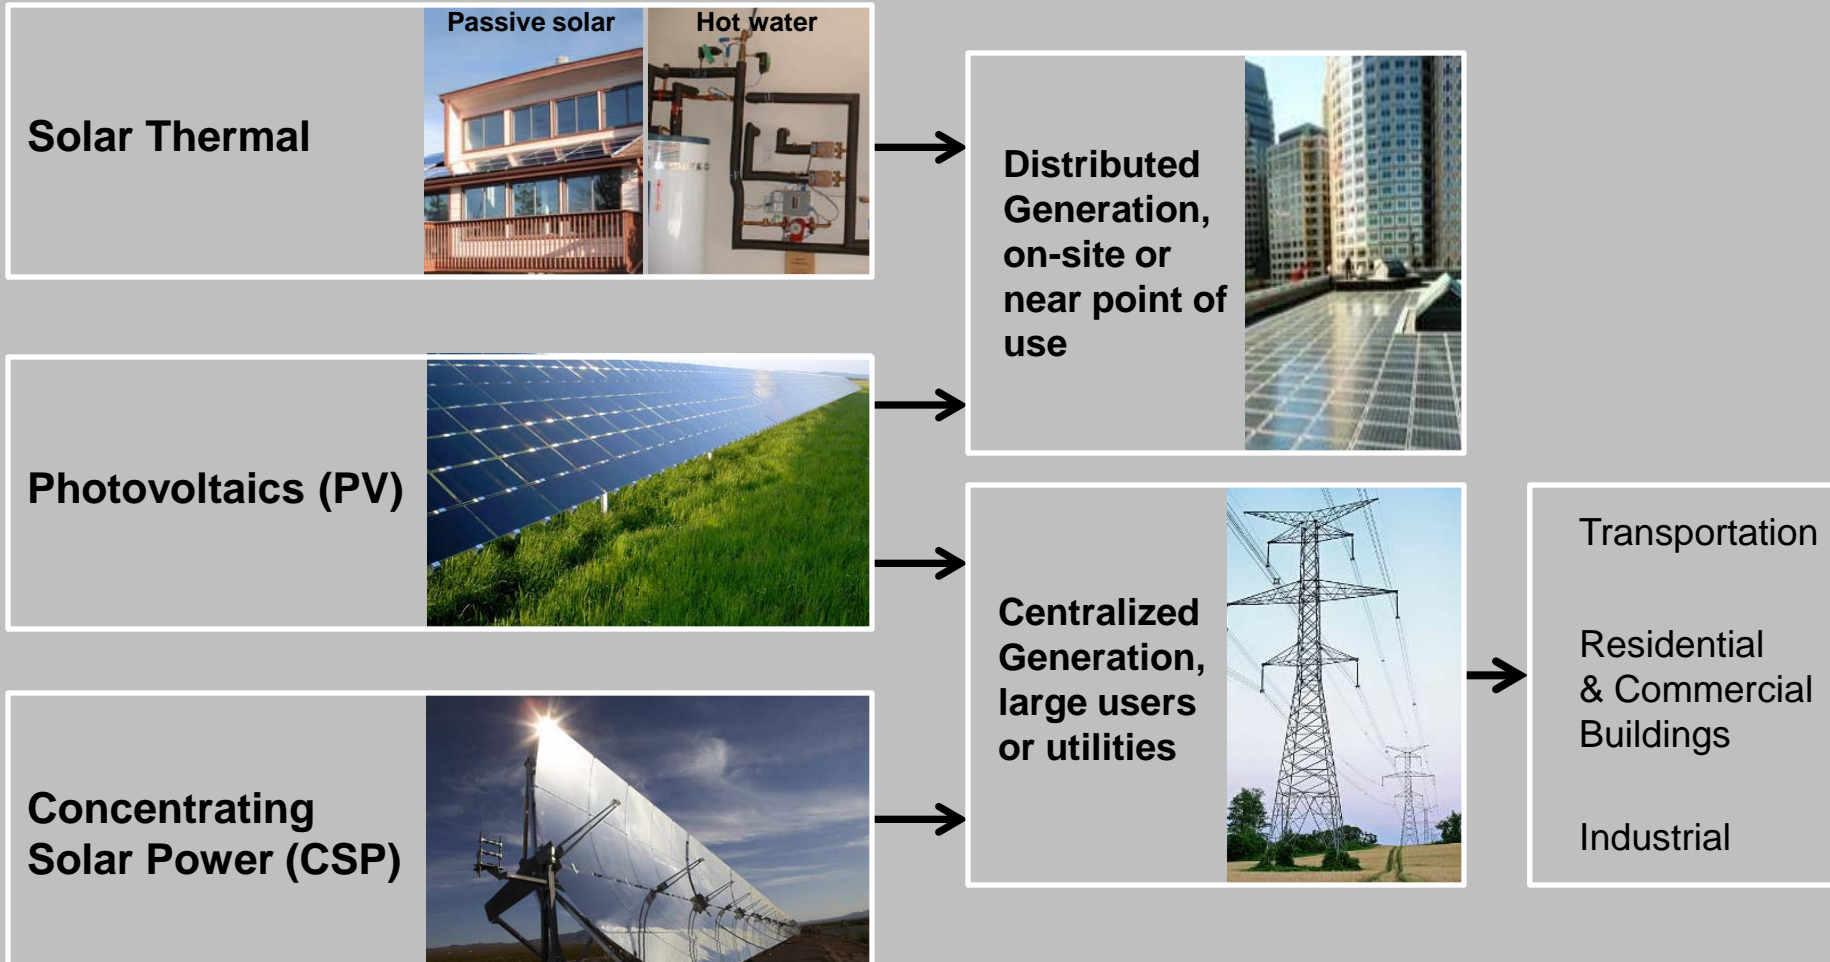 Passive solar
Hot water
Solar Thermal
Distributed
Generation,
on-site or
near point of
use
Photovoltaics (PV)
Centralized
Generation,
large users
or utilities
Transportation
Residential
& Commercial
Buildings
Industrial
Concentrating
Solar Power (CSP)